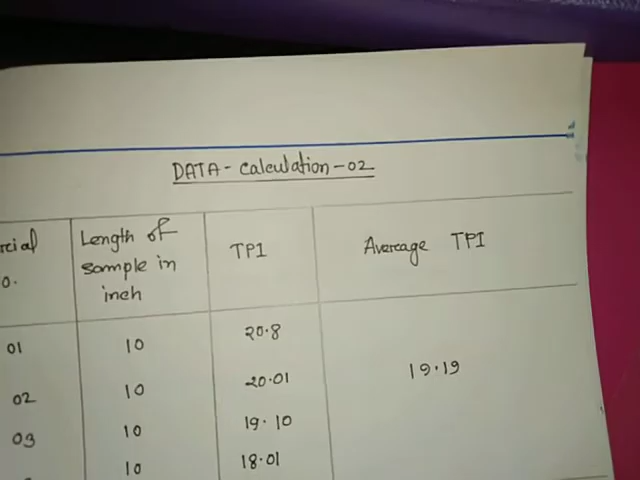 DATA - Calculation - 02
Length of sample in inch TPI Avercage TPI
01 10 20.8
02 10 20.01 19.19
03 10 19.10
10 18.01